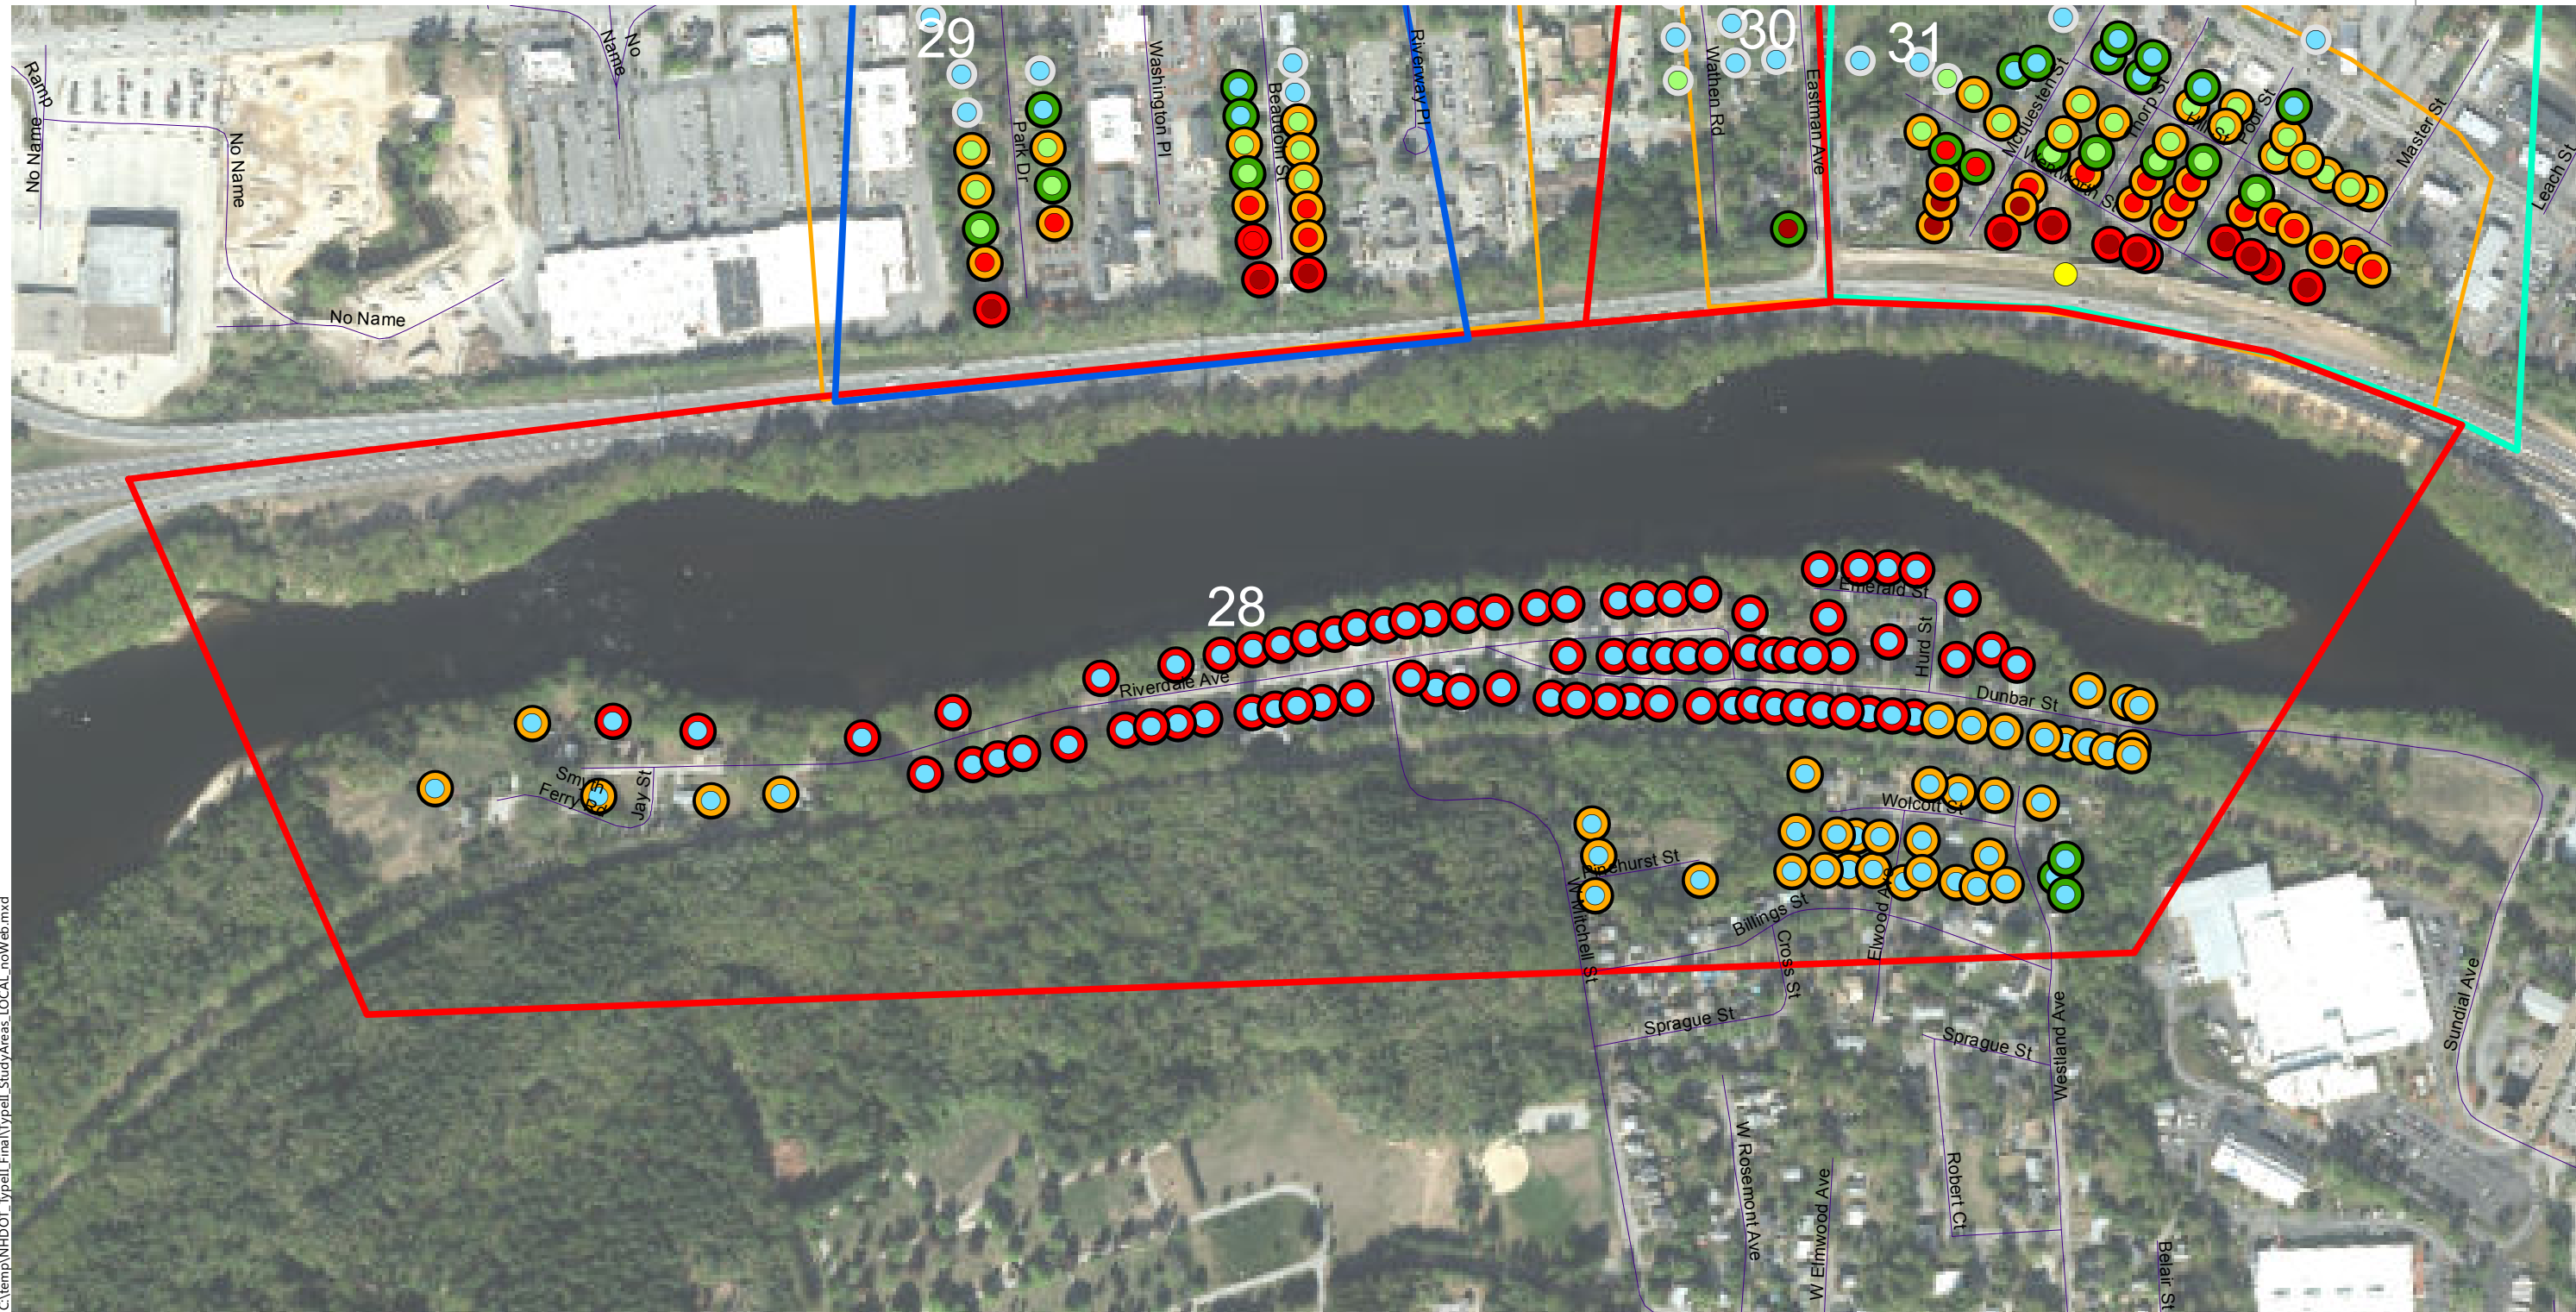 29
30
31
No Name
No
Ramp
No Name
No Name
No Name
Park Dr
Washington Pl
Beaudoin St
Riverway Pl
Wathen Rd
Eastman Ave
Mcquesten St
Wentworth St
Thorp St
Hill St
Poor St
Master St
Leach St
28
Emerald St
Hurd St
Riverdale Ave
Dunbar St
Smyth
Ferry Rd
Jay St
Wolcott St
Pinehurst St
W Mitchell St
Billings St
Cross St
Elwood Ave
Sprague St
Sprague St
Westland Ave
Sundial Ave
W Rosemont Ave
W Elmwood Ave
Robert Ct
Belair St
C:\temp\NHDOT_TypeII_Final\TypeII_StudyAreas_LOCAL_noWeb.mxd